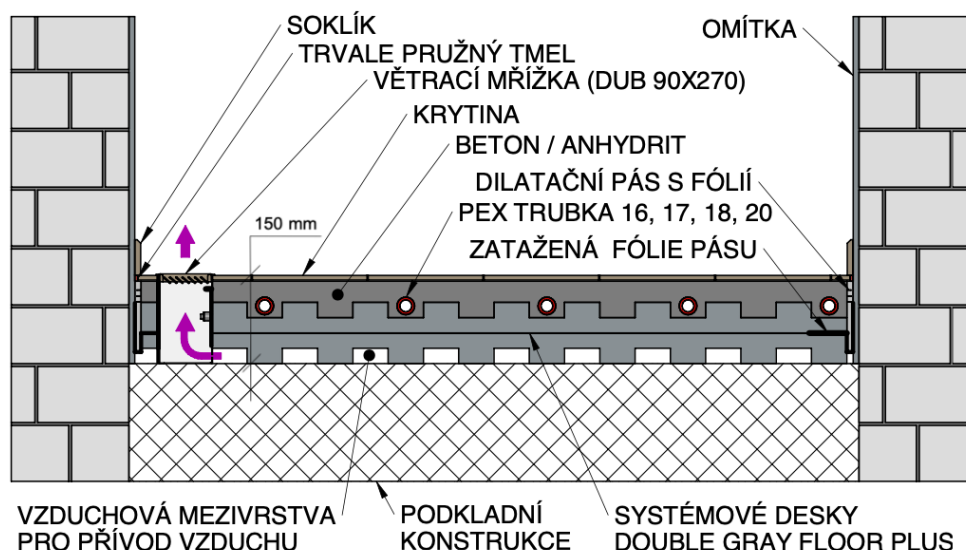 SOKLÍK
TRVALE PRUŽNÝ TMEL
VĚTRACÍ MŘÍŽKA (DUB 90X270)
KRYTINA
BETON / ANHYDRIT
OMÍTKA
DILATAČNÍ PÁS S FÓLIÍ
PEX TRUBKA 16, 17, 18, 20
ZATAŽENÁ FÓLIE PÁSU
150 mm
VZDUCHOVÁ MEZIVRSTVA
PRO PŘÍVOD VZDUCHU
PODKLADNÍ
KONSTRUKCE
SYSTÉMOVÉ DESKY
DOUBLE GRAY FLOOR PLUS